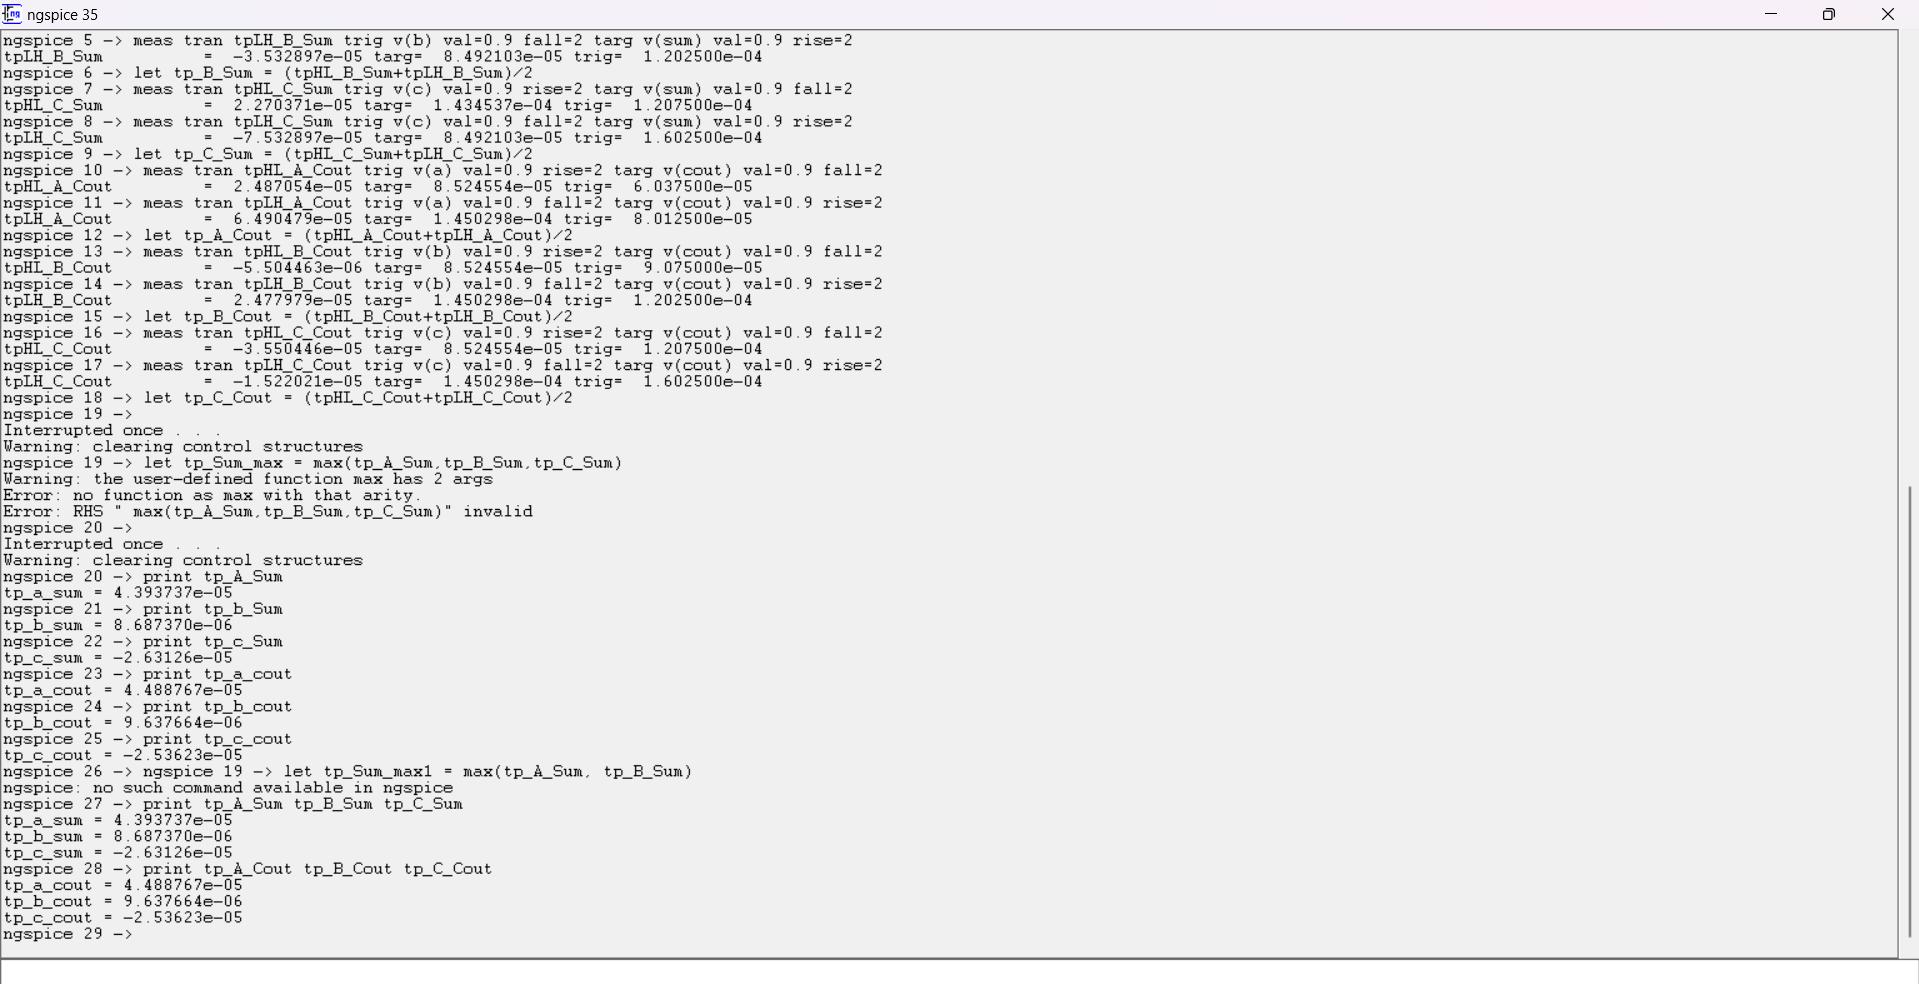 ngspice 35
ngspice 5 -> meas tran tpLH_B_Sum trig v(b) val=0.9 fall=2 targ v(sum) val=0.9 rise=2
tpLH_B_Sum = -3.532897e-05 targ= 8.492103e-05 trig= 1.202500e-04
ngspice 6 -> let tp_B_Sum = (tpHL_B_Sum+tpLH_B_Sum)/2
ngspice 7 -> meas tran tpHL_C_Sum trig v(c) val=0.9 rise=2 targ v(sum) val=0.9 fall=2
tpHL_C_Sum = 2.270371e-05 targ= 1.434537e-04 trig= 1.207500e-04
ngspice 8 -> meas tran tpLH_C_Sum trig v(c) val=0.9 fall=2 targ v(sum) val=0.9 rise=2
tpLH_C_Sum = -7.532897e-05 targ= 8.492103e-05 trig= 1.602500e-04
ngspice 9 -> let tp_C_Sum = (tpHL_C_Sum+tpLH_C_Sum)/2
ngspice 10 -> meas tran tpHL_A_Cout trig v(a) val=0.9 rise=2 targ v(cout) val=0.9 fall=2
tpHL_A_Cout = 2.487054e-05 targ= 8.524554e-05 trig= 6.037500e-05
ngspice 11 -> meas tran tpLH_A_Cout trig v(a) val=0.9 fall=2 targ v(cout) val=0.9 rise=2
tpLH_A_Cout = 6.490479e-05 targ= 1.450298e-04 trig= 8.012500e-05
ngspice 12 -> let tp_A_Cout = (tpHL_A_Cout+tpLH_A_Cout)/2
ngspice 13 -> meas tran tpHL_B_Cout trig v(b) val=0.9 rise=2 targ v(cout) val=0.9 fall=2
tpHL_B_Cout = -5.504463e-06 targ= 8.524554e-05 trig= 9.075000e-05
ngspice 14 -> meas tran tpLH_B_Cout trig v(b) val=0.9 fall=2 targ v(cout) val=0.9 rise=2
tpLH_B_Cout = 2.477979e-05 targ= 1.450298e-04 trig= 1.202500e-04
ngspice 15 -> let tp_B_Cout = (tpHL_B_Cout+tpLH_B_Cout)/2
ngspice 16 -> meas tran tpHL_C_Cout trig v(c) val=0.9 rise=2 targ v(cout) val=0.9 fall=2
tpHL_C_Cout = -3.550446e-05 targ= 8.524554e-05 trig= 1.207500e-04
ngspice 17 -> meas tran tpLH_C_Cout trig v(c) val=0.9 fall=2 targ v(cout) val=0.9 rise=2
tpLH_C_Cout = -1.522021e-05 targ= 1.450298e-04 trig= 1.602500e-04
ngspice 18 -> let tp_C_Cout = (tpHL_C_Cout+tpLH_C_Cout)/2
ngspice 19 ->
Interrupted once . . .
Warning: clearing control structures
ngspice 19 -> let tp_Sum_max = max(tp_A_Sum,tp_B_Sum,tp_C_Sum)
Warning: the user-defined function max has 2 args
Error: no function as max with that arity.
Error: RHS " max(tp_A_Sum,tp_B_Sum,tp_C_Sum)" invalid
ngspice 20 ->
Interrupted once . . .
Warning: clearing control structures
ngspice 20 -> print tp_A_Sum
tp_a_sum = 4.393737e-05
ngspice 21 -> print tp_b_Sum
tp_b_sum = 8.687370e-06
ngspice 22 -> print tp_c_Sum
tp_c_sum = -2.63126e-05
ngspice 23 -> print tp_a_cout
tp_a_cout = 4.488767e-05
ngspice 24 -> print tp_b_cout
tp_b_cout = 9.637664e-06
ngspice 25 -> print tp_c_cout
tp_c_cout = -2.53623e-05
ngspice 26 -> ngspice 19 -> let tp_Sum_max1 = max(tp_A_Sum, tp_B_Sum)
ngspice: no such command available in ngspice
ngspice 27 -> print tp_A_Sum tp_B_Sum tp_C_Sum
tp_a_sum = 4.393737e-05
tp_b_sum = 8.687370e-06
tp_c_sum = -2.63126e-05
ngspice 28 -> print tp_A_Cout tp_B_Cout tp_C_Cout
tp_a_cout = 4.488767e-05
tp_b_cout = 9.637664e-06
tp_c_cout = -2.53623e-05
ngspice 29 ->